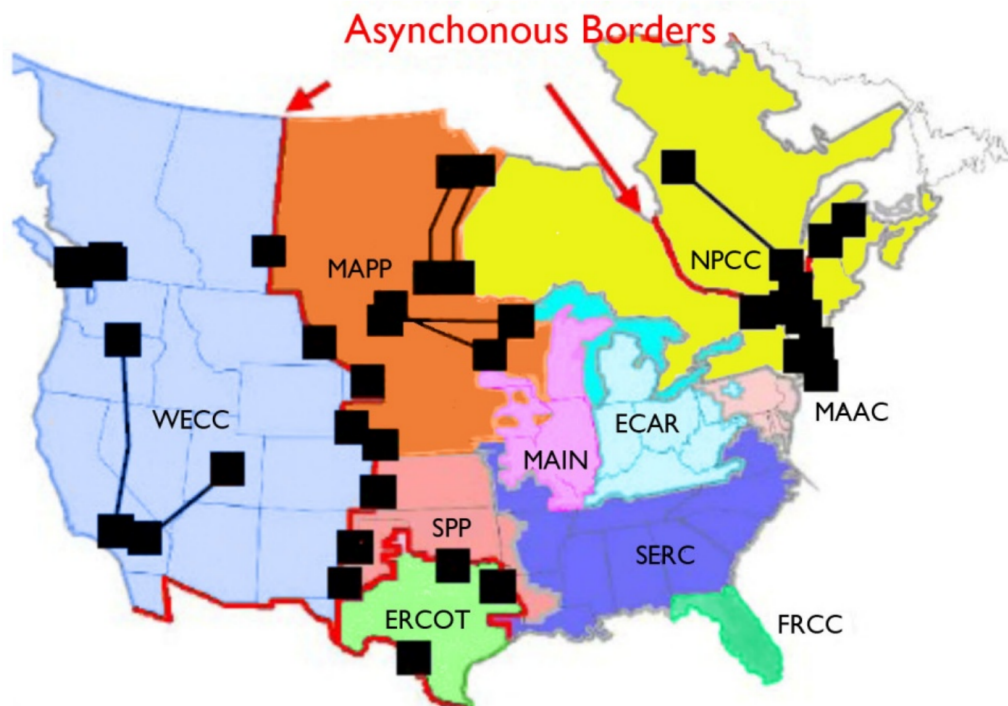 Asynchonous Borders
MAPP
NPCC
WECC
ECAR
MAAC
MAIN
SPP
SERC
ERCOT
FRCC